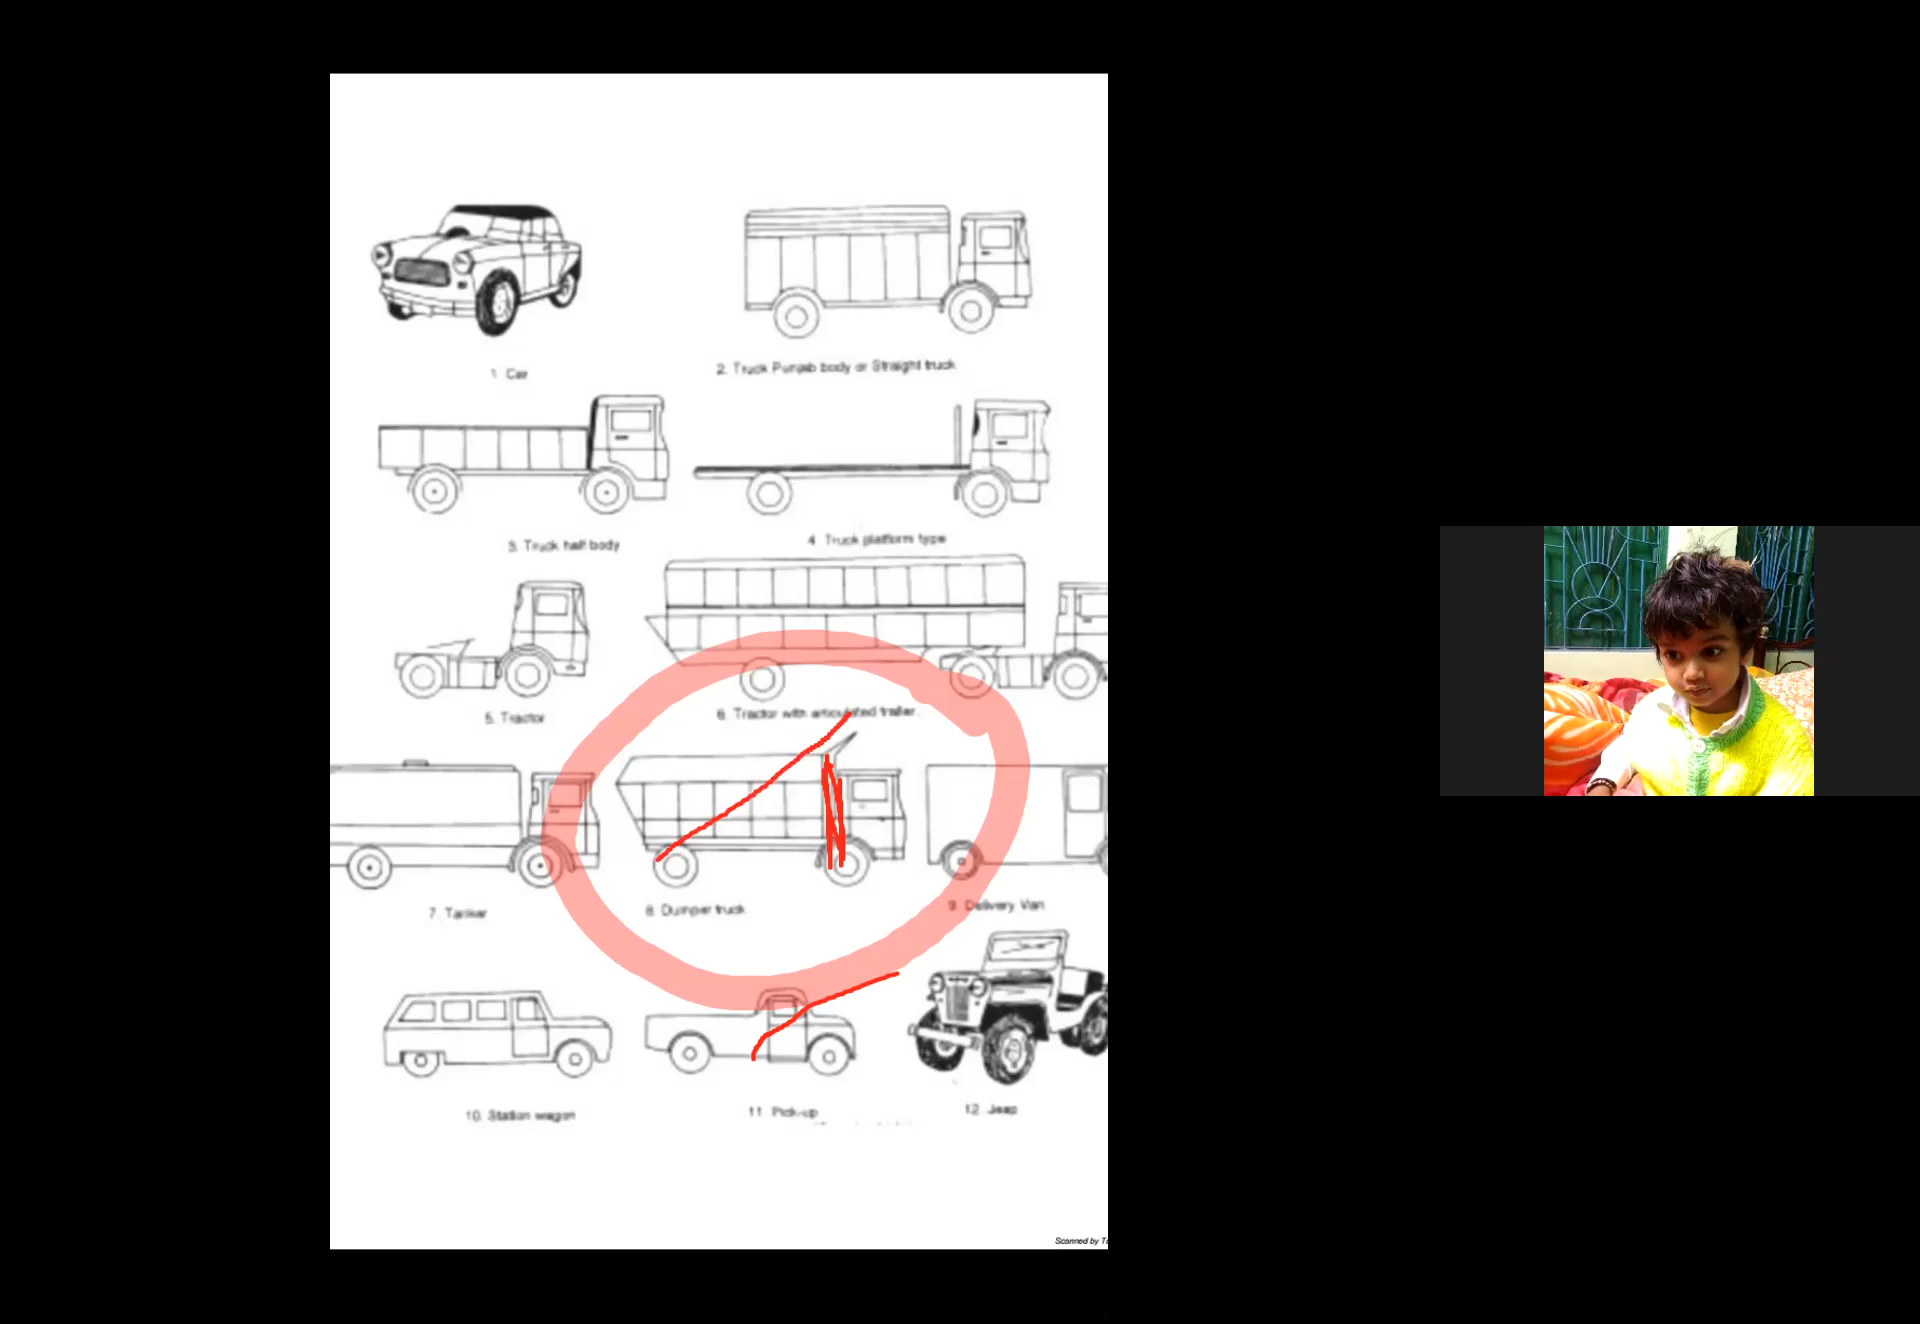 1. Car
2. Truck Punjab body or Straight truck
3. Truck half body
4. Truck platform type
5. Tractor
6. Tractor with articulated trailer.
7. Tanker
8. Dumper truck
9. Delivery Van
10. Station wagon
11. Pick-up
12. Jeep
Scanned by